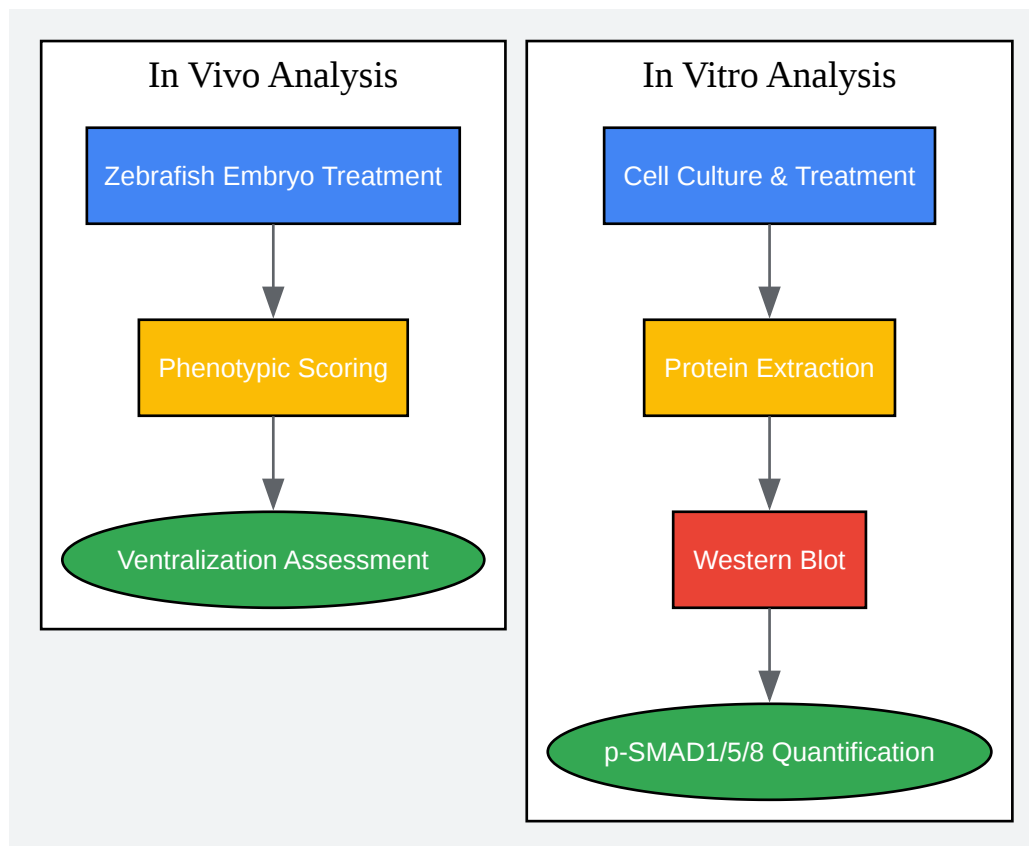 In Vivo Analysis
Zebrafish Embryo Treatment
Phenotypic Scoring
Ventralization Assessment
In Vitro Analysis
Cell Culture & Treatment
Protein Extraction
Western Blot
p-SMAD1/5/8 Quantification